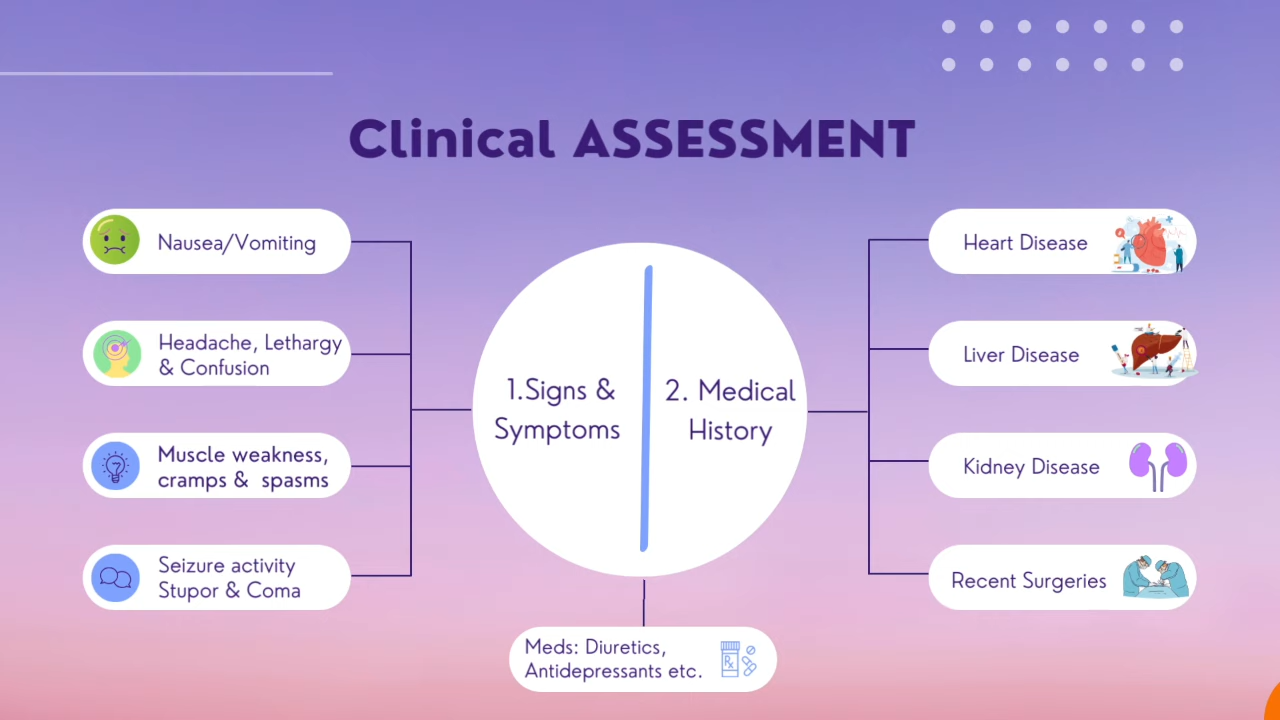 Clinical ASSESSMENT
Nausea/Vomiting
Headache, Lethargy
& Confusion
Muscle weakness,
cramps & spasms
Seizure activity
Stupor & Coma
1.Signs &
Symptoms
2. Medical
History
Heart Disease
Liver Disease
Kidney Disease
Recent Surgeries
Meds: Diuretics,
Antidepressants etc.
Rx